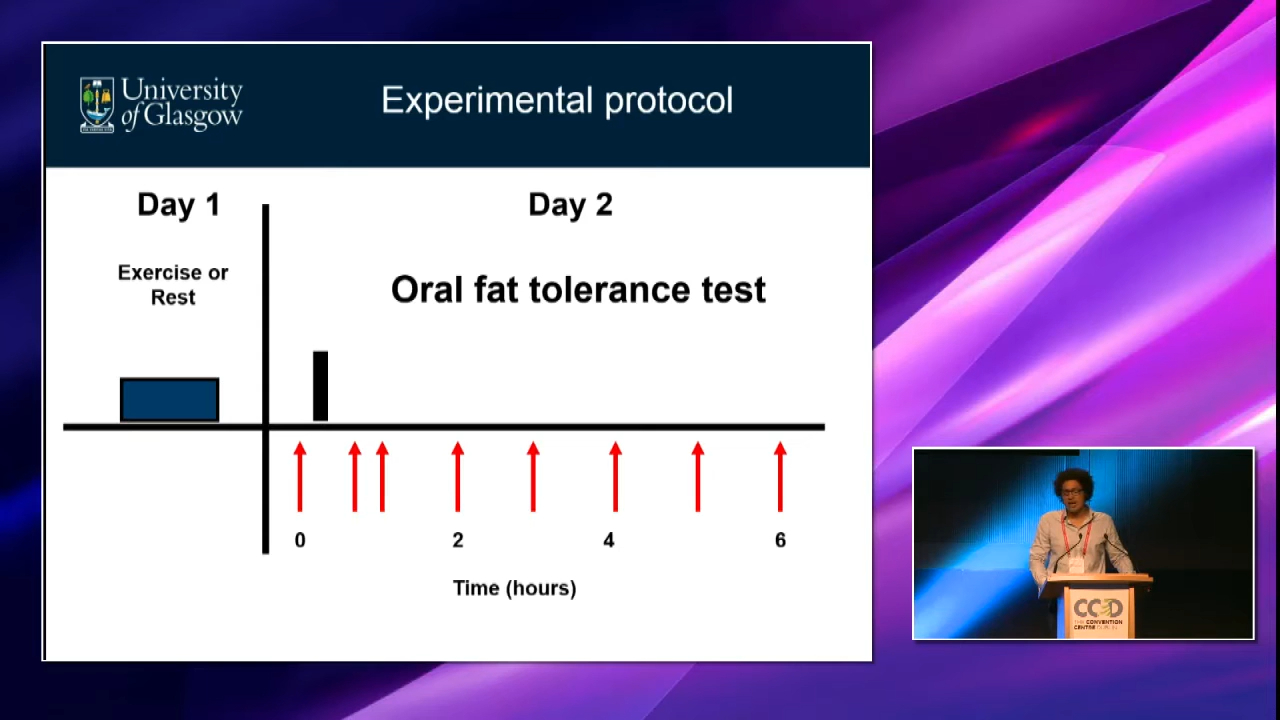 University
of Glasgow
Experimental protocol
Day 1
Day 2
Exercise or
Rest
Oral fat tolerance test
0
2
4
6
Time (hours)
THE CONVENTION
CENTRE DUBLIN